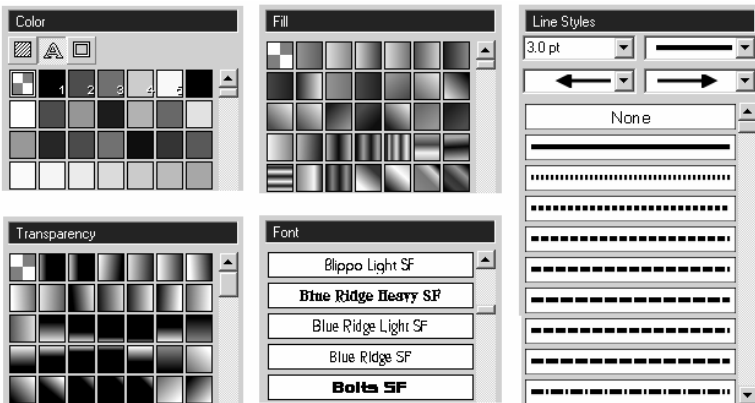 Color
1 2 3 4 5
Fill
Line Styles
3.0 pt
None
Transparency
Font
Blippo Light SF
Blue Ridge Heavy SF
Blue Ridge Light SF
Blue Ridge SF
Bolts SF